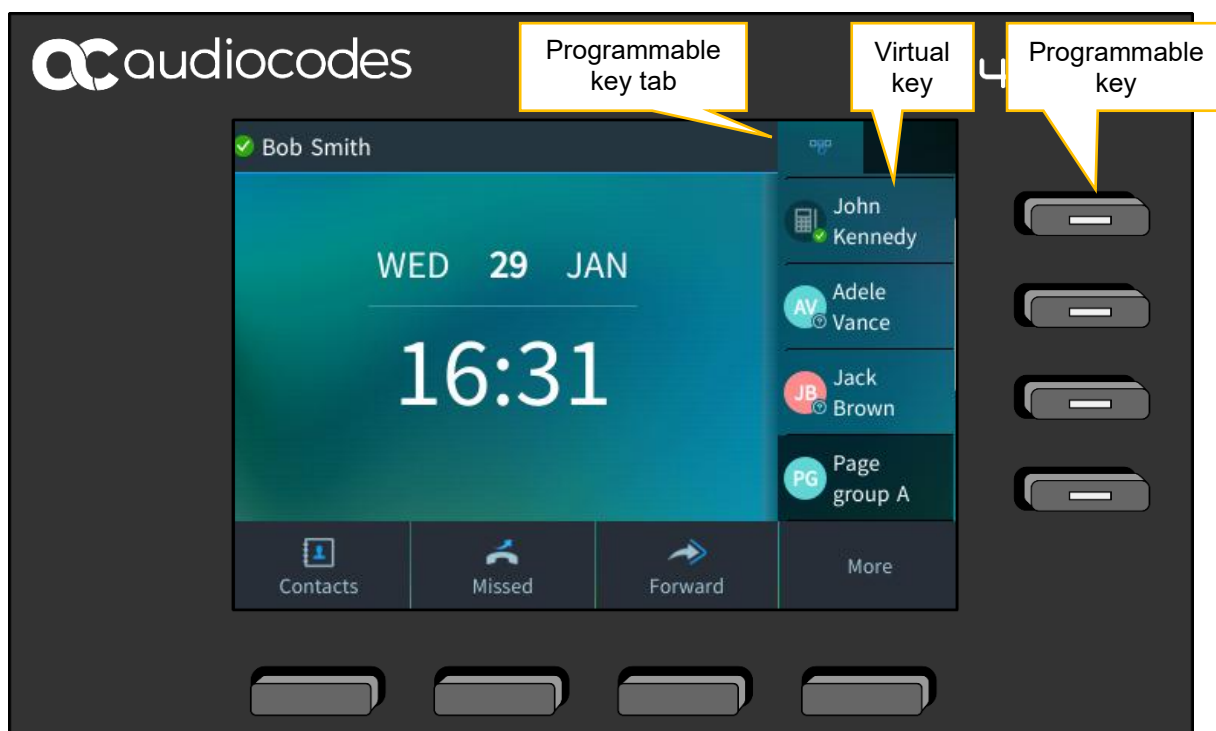 audiocodes
Programmable
key tab
Virtual
key
4
Programmable
key
Bob Smith
John
Kennedy
WED 29 JAN
AV
Adele
Vance
16:31
JB
Jack
Brown
PG
Page
group A
Contacts
Missed
Forward
More